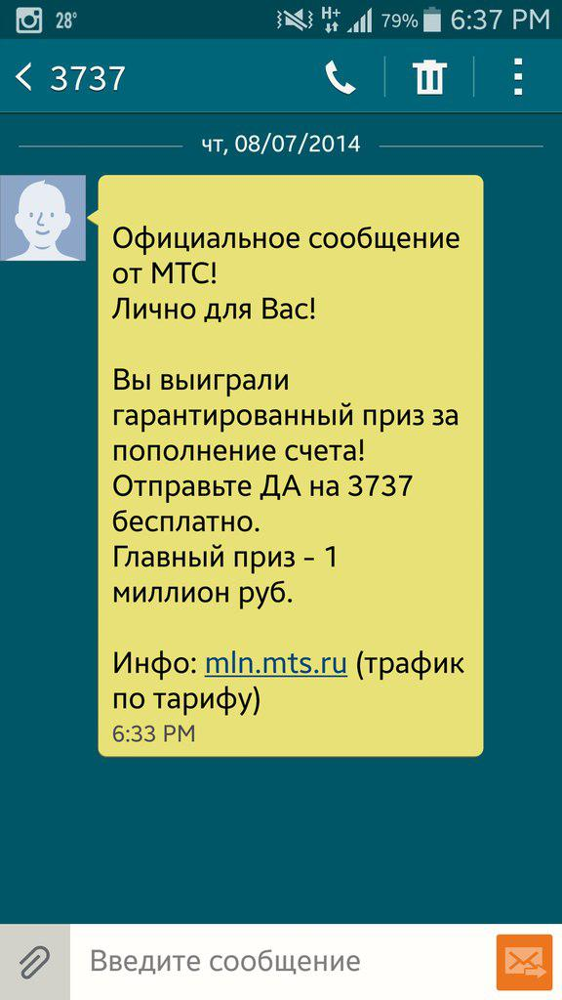 28°
H+
79%
6:37 PM
3737
чт, 08/07/2014
Официальное сообщение
от МТС!
Лично для Вас!
Вы выиграли
гарантированный приз за
пополнение счета!
Отправьте ДА на 3737
бесплатно.
Главный приз – 1
миллион руб.
Инфо: mln.mts.ru (трафик
по тарифу)
6:33 PM
Введите сообщение